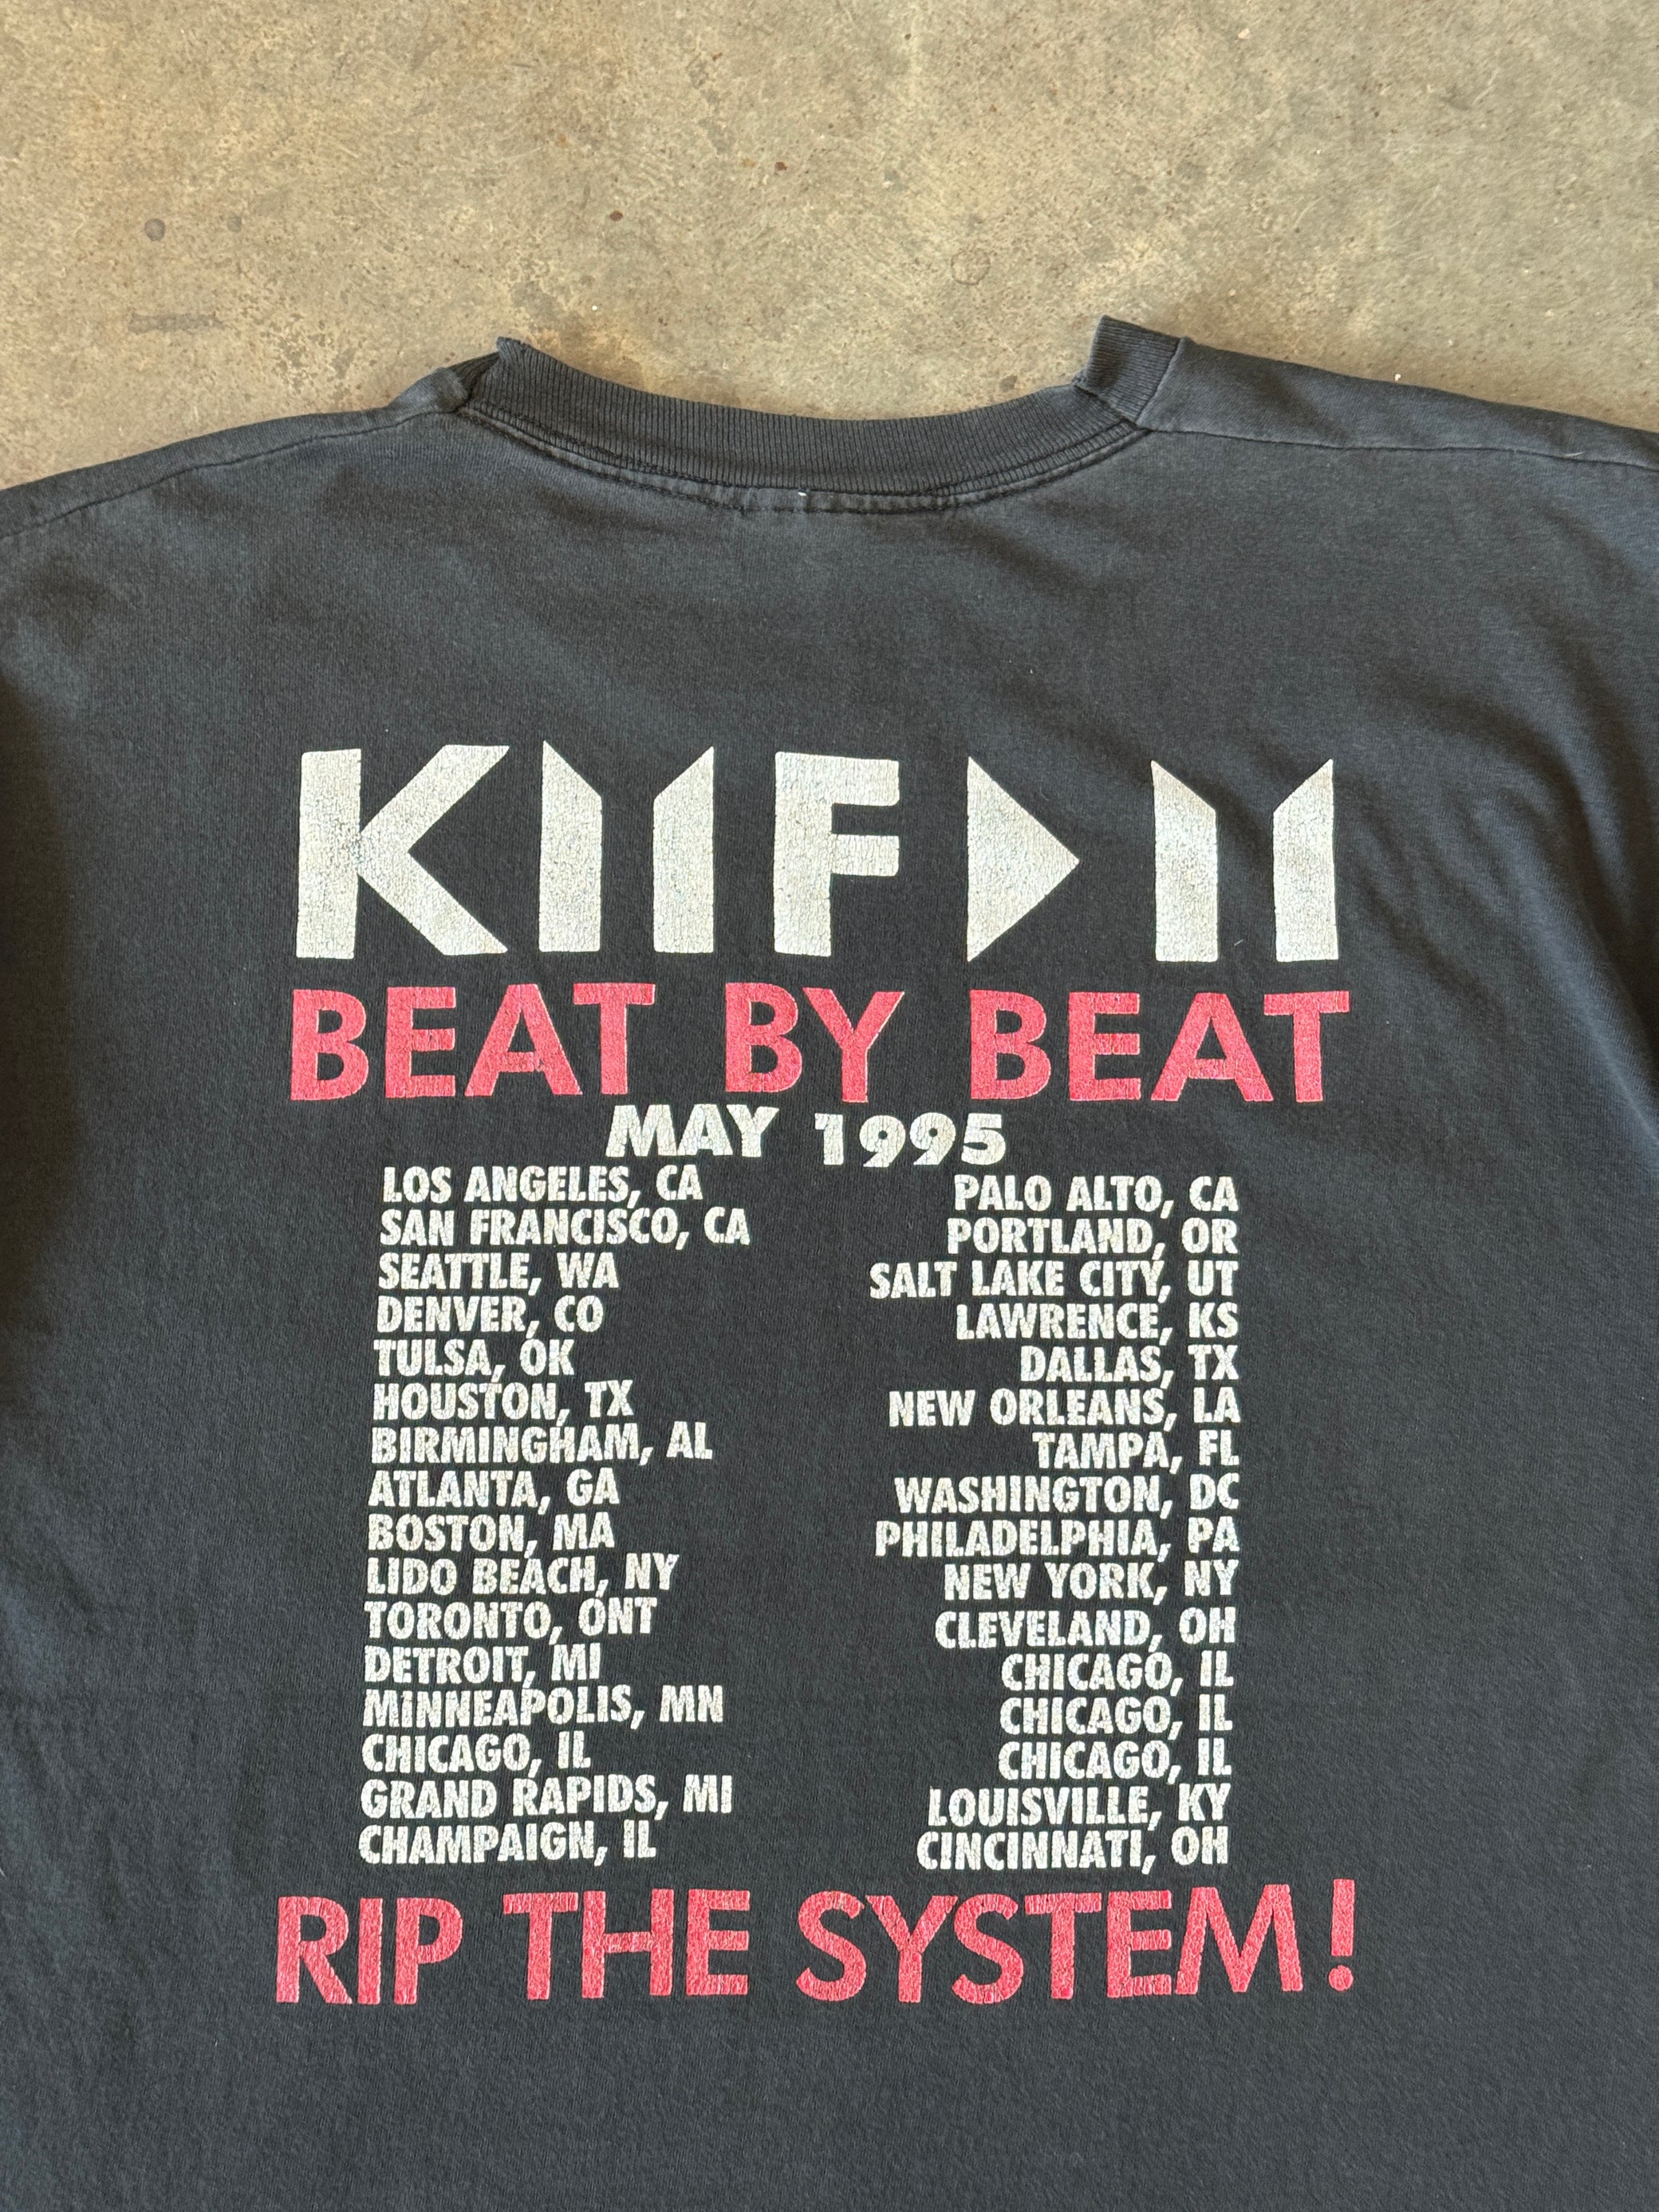 KMFDM
BEAT BY BEAT
MAY 1995
LOS ANGELES, CA
PALO ALTO, CA
SAN FRANCISCO, CA
PORTLAND, OR
SEATTLE, WA
SALT LAKE CITY, UT
DENVER, CO
LAWRENCE, KS
TULSA, OK
DALLAS, TX
HOUSTON, TX
NEW ORLEANS, LA
BIRMINGHAM, AL
TAMPA, FL
ATLANTA, GA
WASHINGTON, DC
BOSTON, MA
PHILADELPHIA, PA
LIDO BEACH, NY
NEW YORK, NY
TORONTO, ONT
CLEVELAND, OH
DETROIT, MI
CHICAGO, IL
MINNEAPOLIS, MN
CHICAGO, IL
CHICAGO, IL
CHICAGO, IL
GRAND RAPIDS, MI
LOUISVILLE, KY
CHAMPAIGN, IL
CINCINNATI, OH
RIP THE SYSTEM!